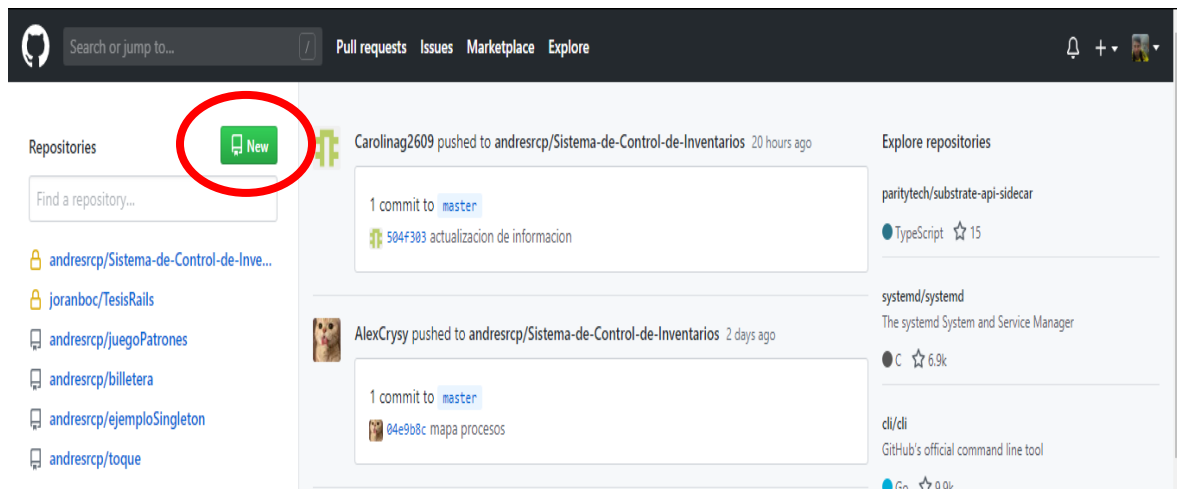 Search or jump to... /
Pull requests Issues Marketplace Explore
Repositories
New
Find a repository...
andresrcp/Sistema-de-Control-de-Inve...
joranboc/TesisRails
andresrcp/juegoPatrones
andresrcp/billetera
andresrcp/ejemploSingleton
andresrcp/toque
Carolinag2609 pushed to andresrcp/Sistema-de-Control-de-Inventarios 20 hours ago
1 commit to master
504f303 actualizacion de informacion
AlexCrysy pushed to andresrcp/Sistema-de-Control-de-Inventarios 2 days ago
1 commit to master
04e9b8c mapa procesos
Explore repositories
paritytech/substrate-api-sidecar
TypeScript 15
systemd/systemd
The systemd System and Service Manager
C 6.9k
cli/cli
GitHub's official command line tool
Go 9.9k